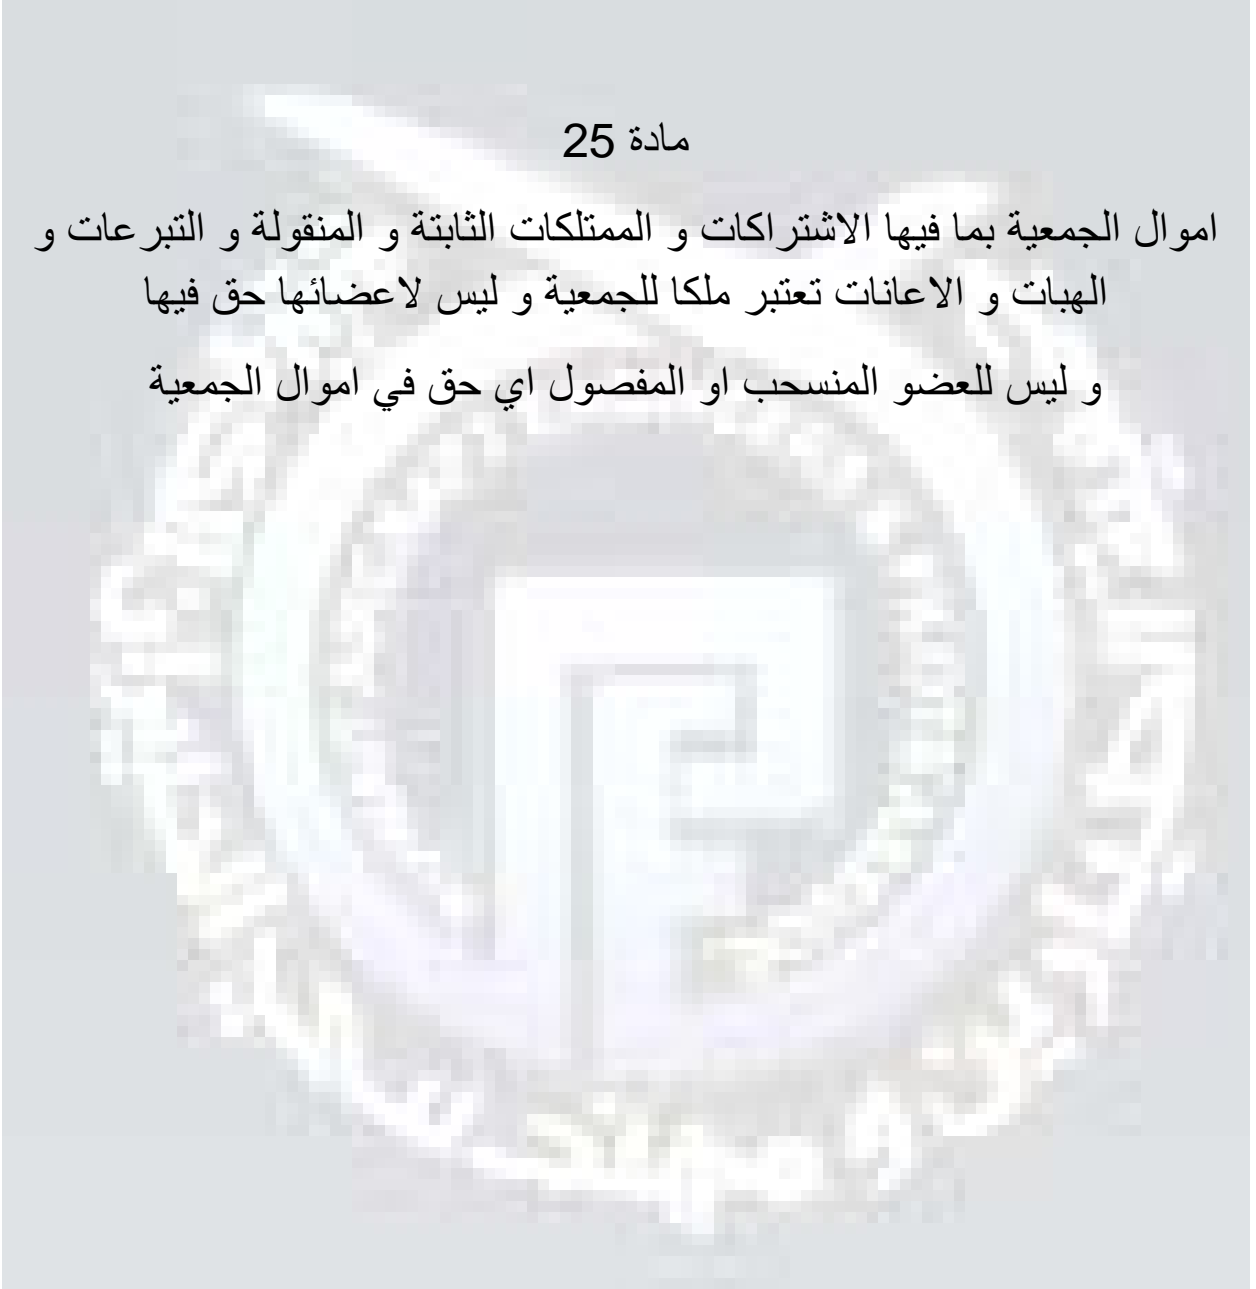 مادة 25
اموال الجمعية بما فيها الاشتراكات و الممتلكات الثابتة و المنقولة و التبرعات و
الهبات و الاعانات تعتبر ملكا للجمعية و ليس لاعضائها حق فيها
و ليس للعضو المنسحب او المفصول اي حق في اموال الجمعية